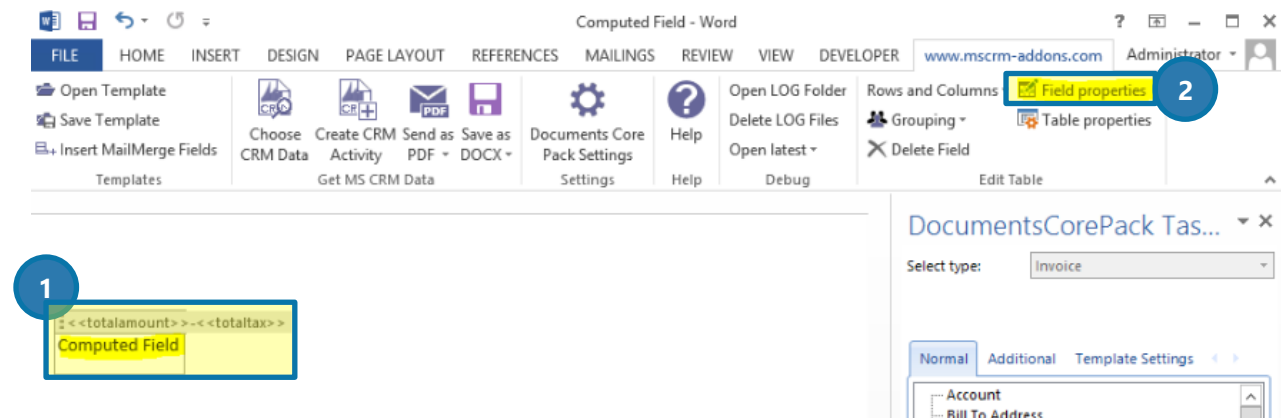 Computed Field - Word
FILE HOME INSERT DESIGN PAGE LAYOUT REFERENCES MAILINGS REVIEW VIEW DEVELOPER www.mscrm-addons.com Administrator
Open Template
Save Template
Insert MailMerge Fields
Templates
Choose CRM Data
Create CRM Activity
Send as PDF
Save as DOCX
Get MS CRM Data
Documents Core Pack Settings
Settings
Help
Help
Open LOG Folder
Delete LOG Files
Open latest
Debug
Rows and Columns
Grouping
Delete Field
Field properties
2
Table properties
Edit Table
DocumentsCorePack Tas...
Select type: Invoice
1
<<totalamount>>-<<totaltax>>
Computed Field
Normal Additional Template Settings
Account
Bill To Address